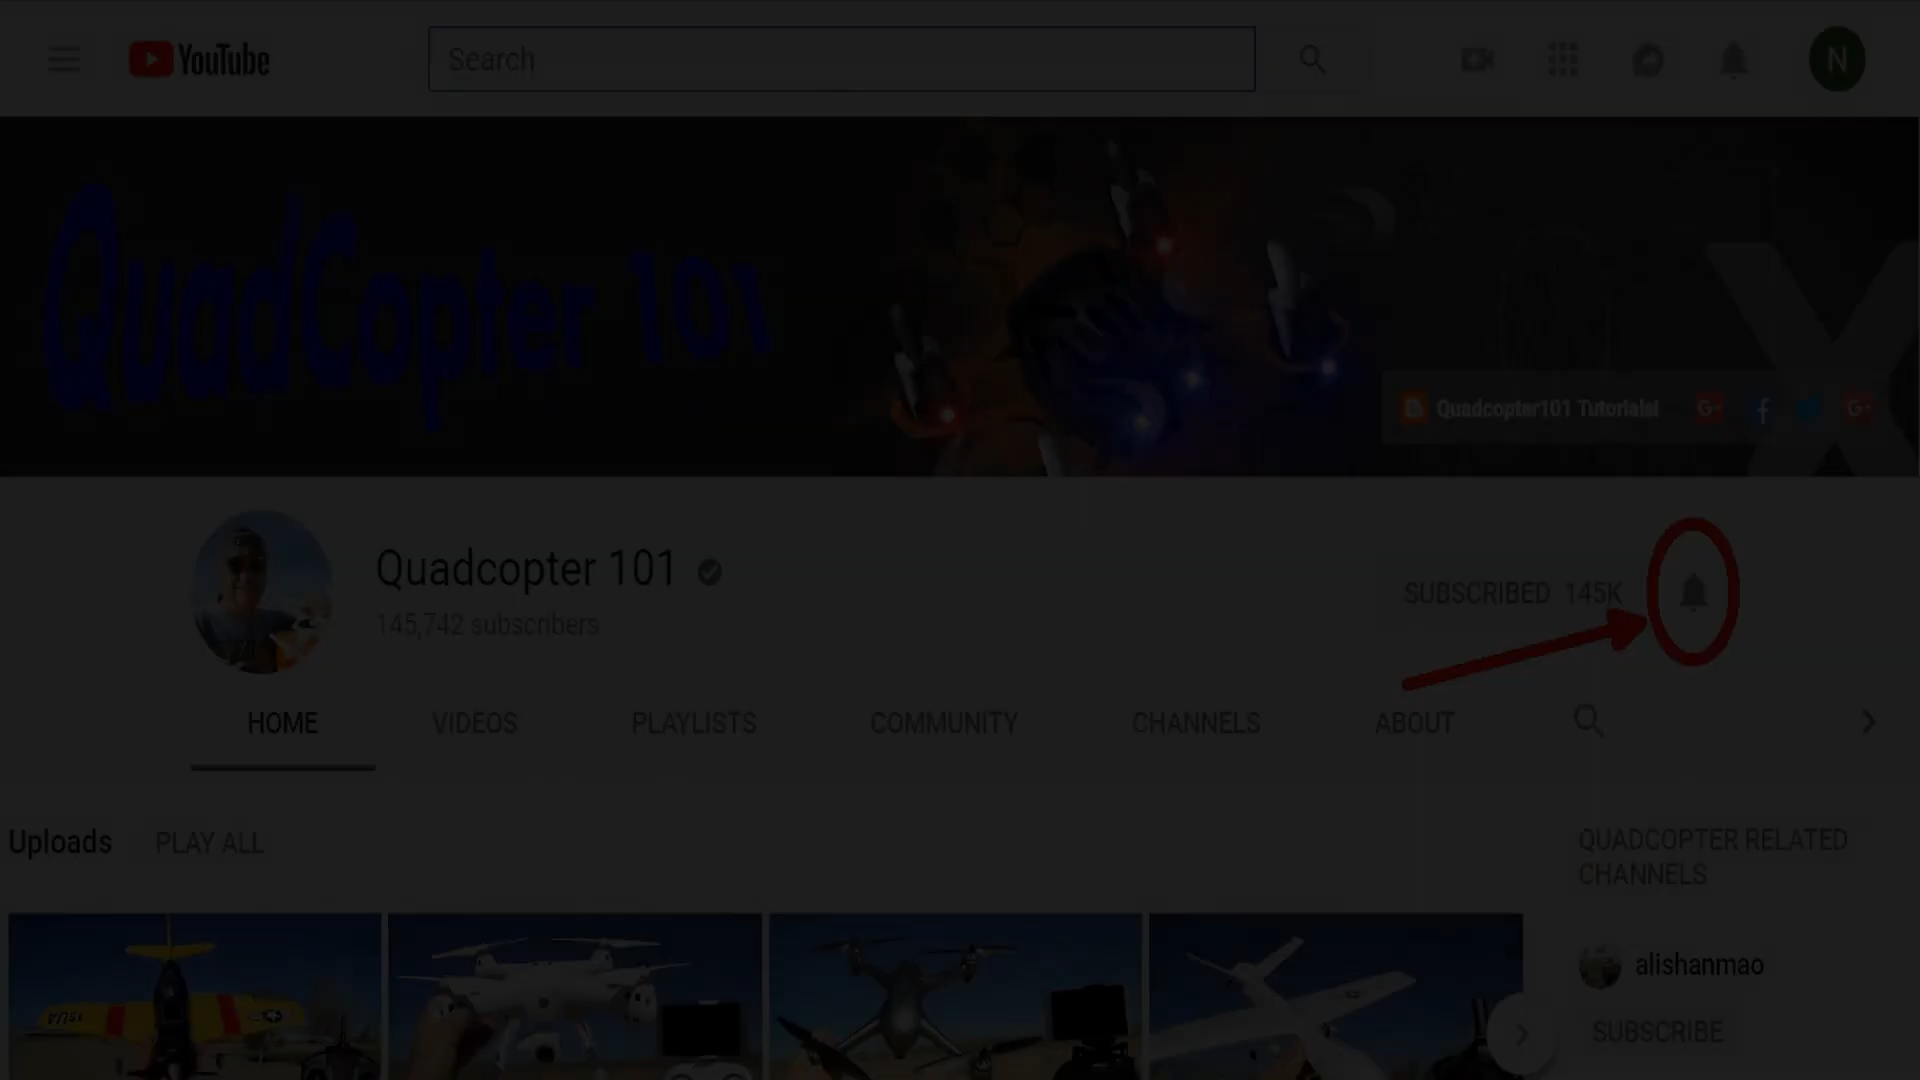 YouTube
Search
N
QuadCopter 101
X
Quadcopter101 Tutorials!
G+ f G+
Quadcopter 101
145,742 subscribers
SUBSCRIBED 145K
HOME VIDEOS PLAYLISTS COMMUNITY CHANNELS ABOUT
Uploads PLAY ALL
QUADCOPTER RELATED
CHANNELS
alishanmao
SUBSCRIBE